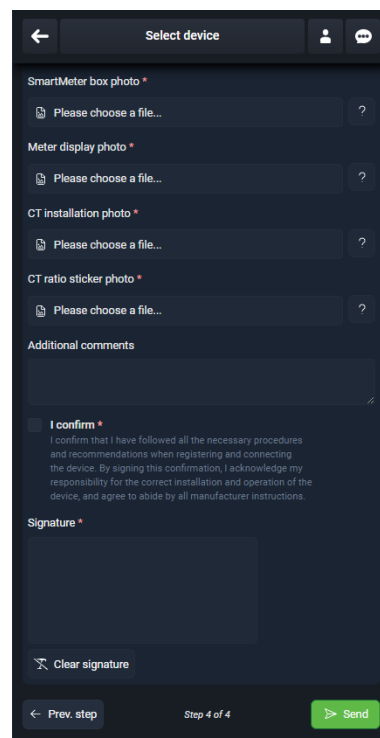 Select device
SmartMeter box photo *
Please choose a file...
?
Meter display photo *
Please choose a file...
?
CT installation photo *
Please choose a file...
?
CT ratio sticker photo *
Please choose a file...
?
Additional comments
I confirm *
I confirm that I have followed all the necessary procedures
and recommendations when registering and connecting
the device. By signing this confirmation, I acknowledge my
responsibility for the correct installation and operation of the
device, and agree to abide by all manufacturer instructions.
Signature *
Clear signature
Prev. step
Step 4 of 4
Send